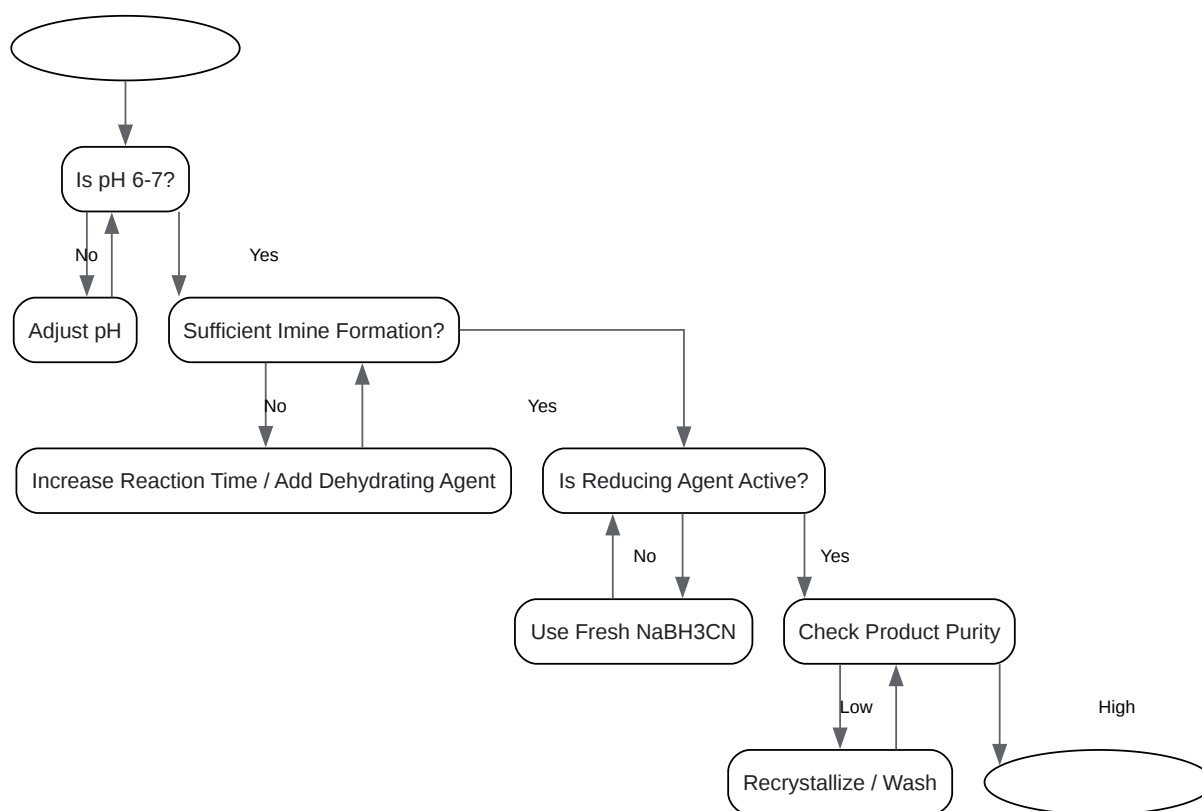 Is pH 6-7?
No
Yes
Adjust pH
Sufficient Imine Formation?
No
Yes
Increase Reaction Time / Add Dehydrating Agent
Is Reducing Agent Active?
No
Yes
Use Fresh NaBH3CN
Check Product Purity
Low
High
Recrystallize / Wash